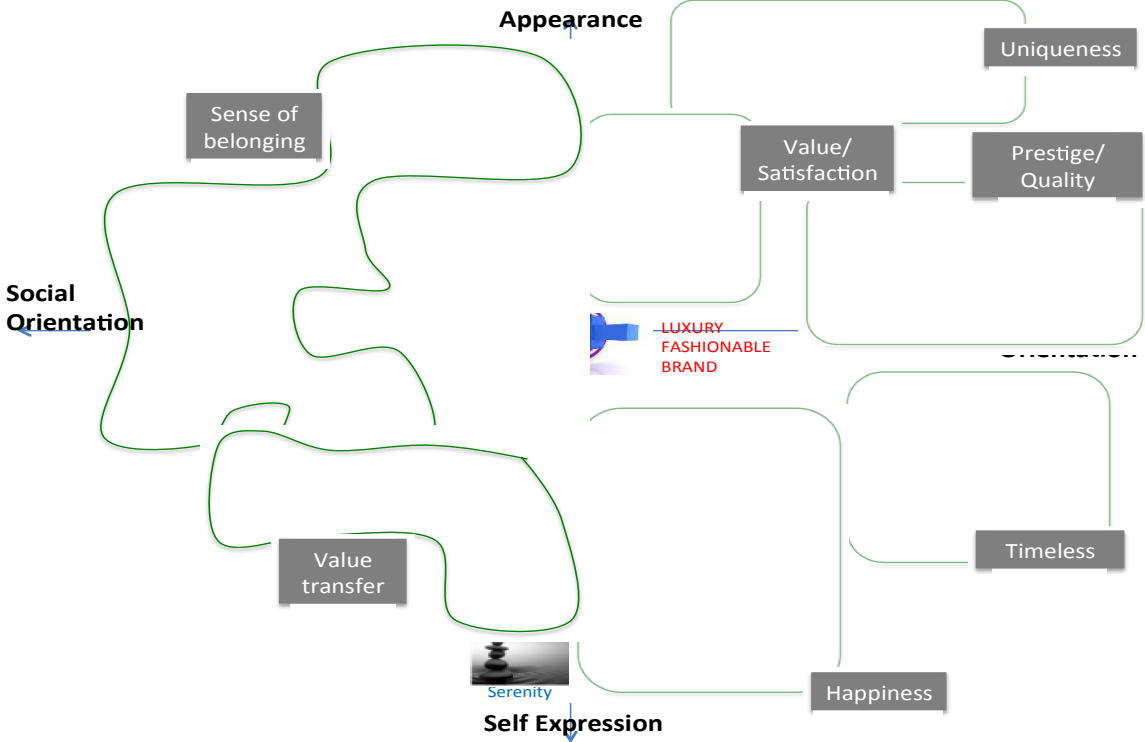 Appearance
Uniqueness
Sense of
belonging
Value/
Satisfaction
Prestige/
Quality
Social
Orientation
LUXURY
FASHIONABLE
BRAND
Orientation
Timeless
Value
transfer
Serenity
Happiness
Self Expression